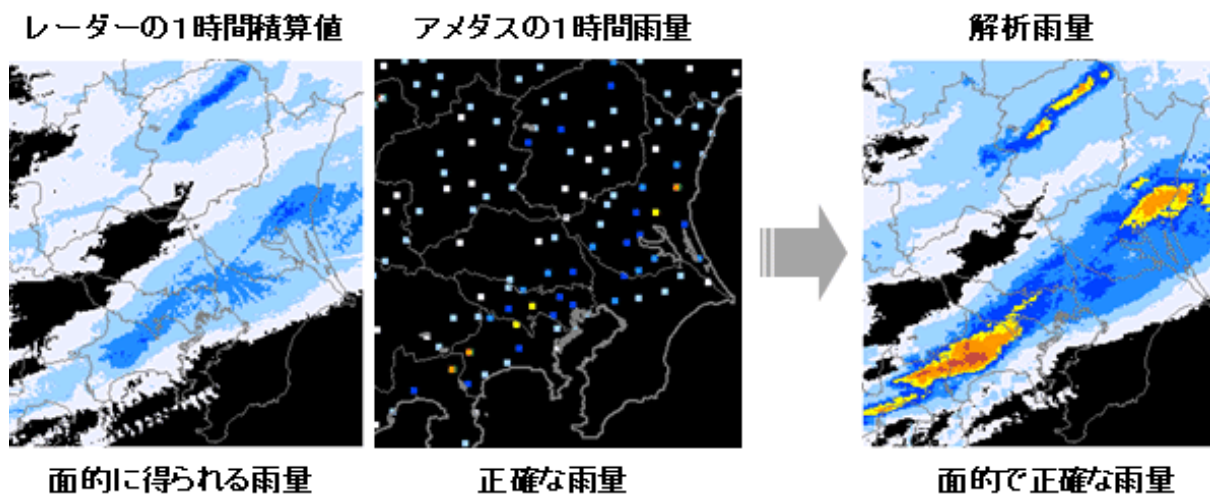 レーダーの1時間積算値
アメダスの1時間雨量
解析雨量
面的に得られる雨量
正確な雨量
面的で正確な雨量